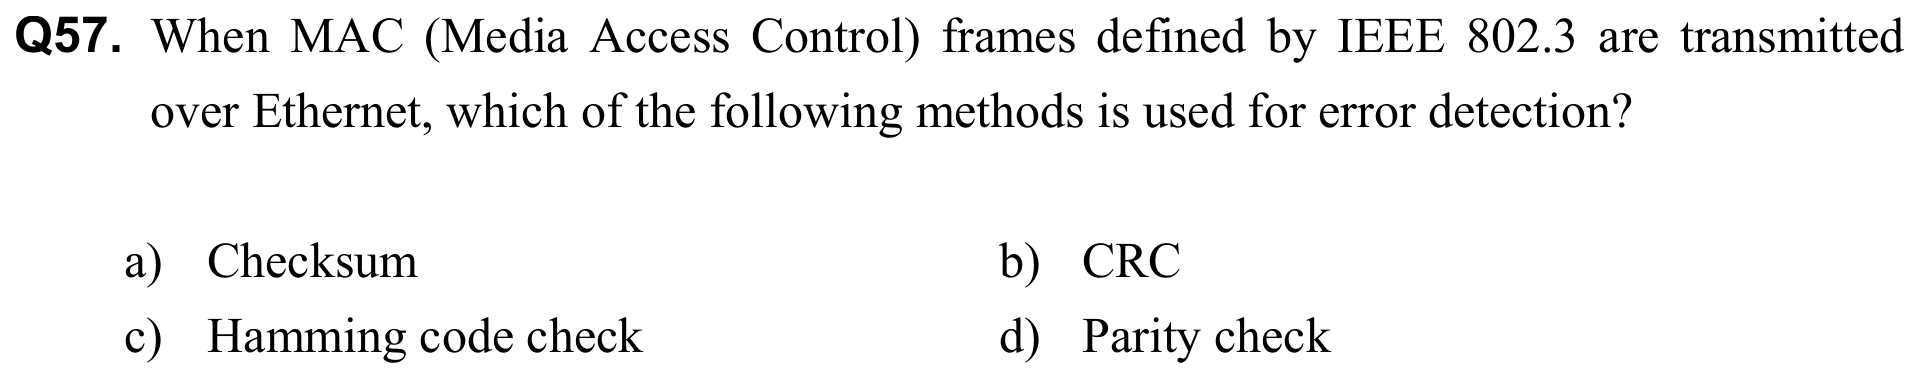 Q57. When MAC (Media Access Control) frames defined by IEEE 802.3 are transmitted
over Ethernet, which of the following methods is used for error detection?
a) Checksum b) CRC
c) Hamming code check d) Parity check